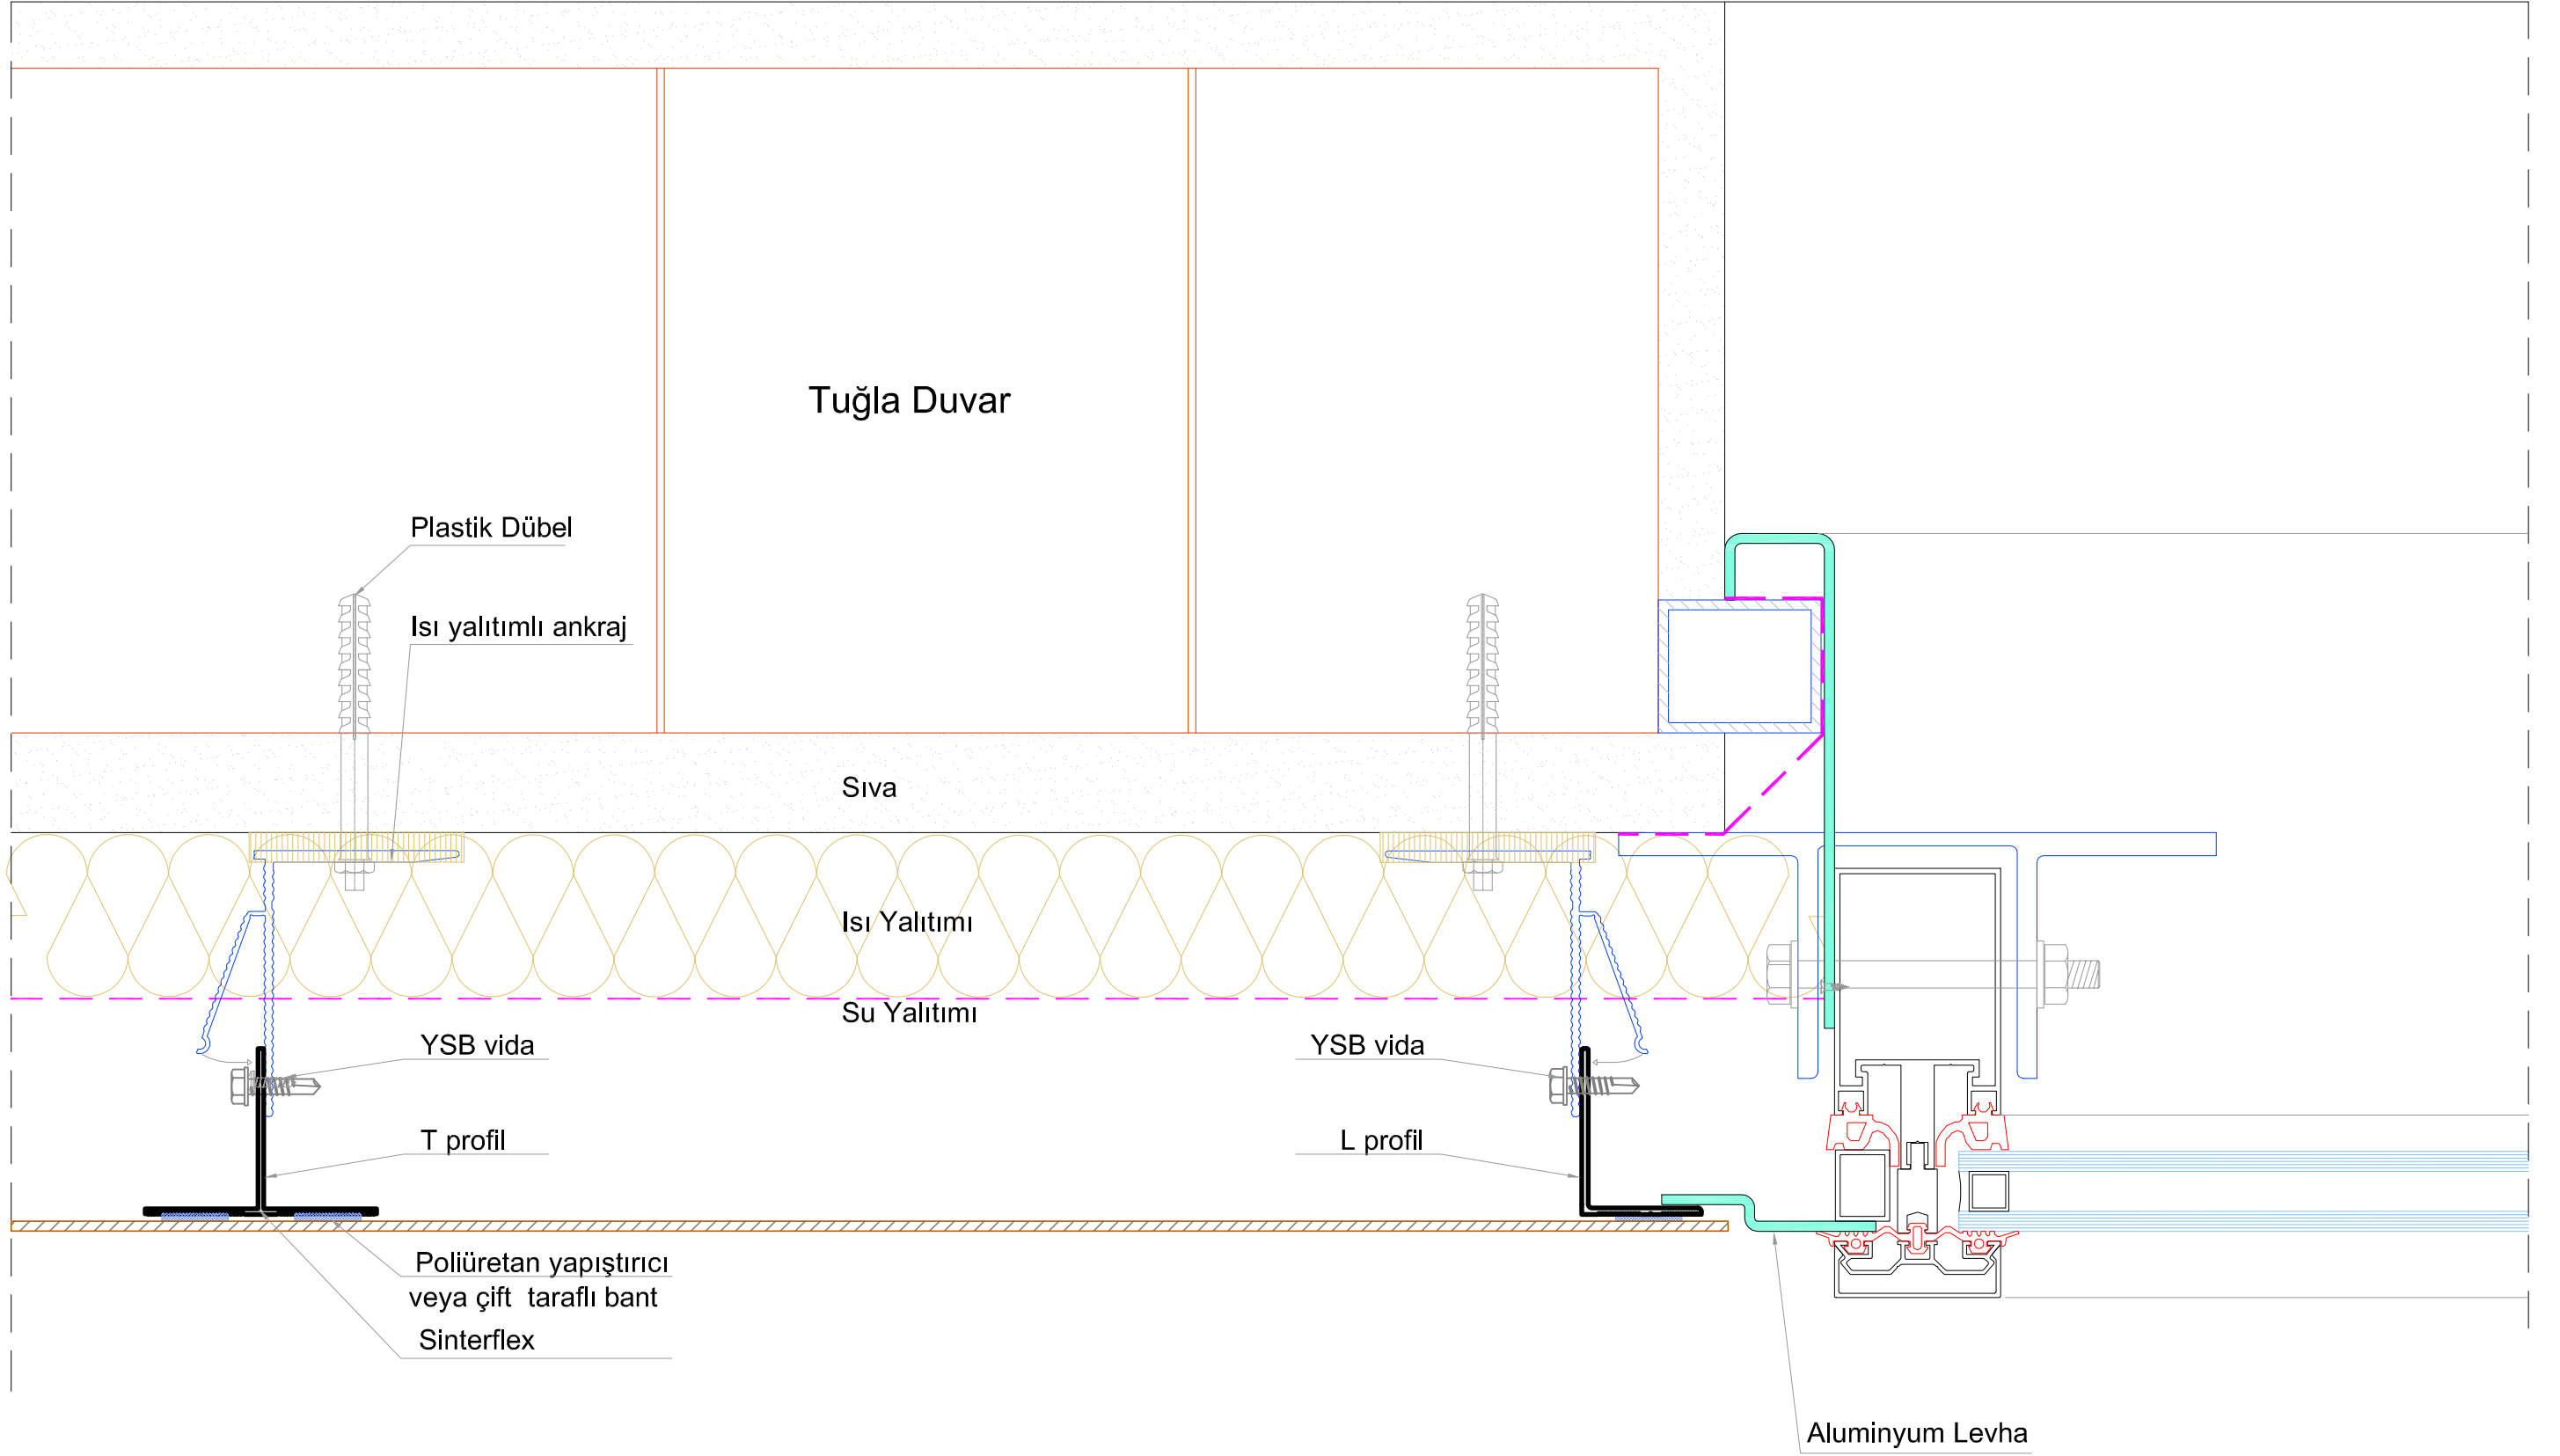 Tuğla Duvar
Plastik Dübel
Isı yalıtımlı ankraj
Sıva
Isı Yalıtımı
Su Yalıtımı
YSB vida
YSB vida
T profil
L profil
Poliüretan yapıştırıcı
veya çift taraflı bant
Sinterflex
Aluminyum Levha